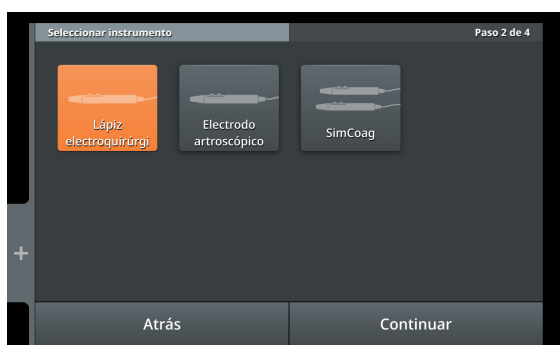 Seleccionar instrumento
Paso 2 de 4
Lápiz
electroquirúrgi
Electrodo
artroscópico
SimCoag
+
Atrás
Continuar